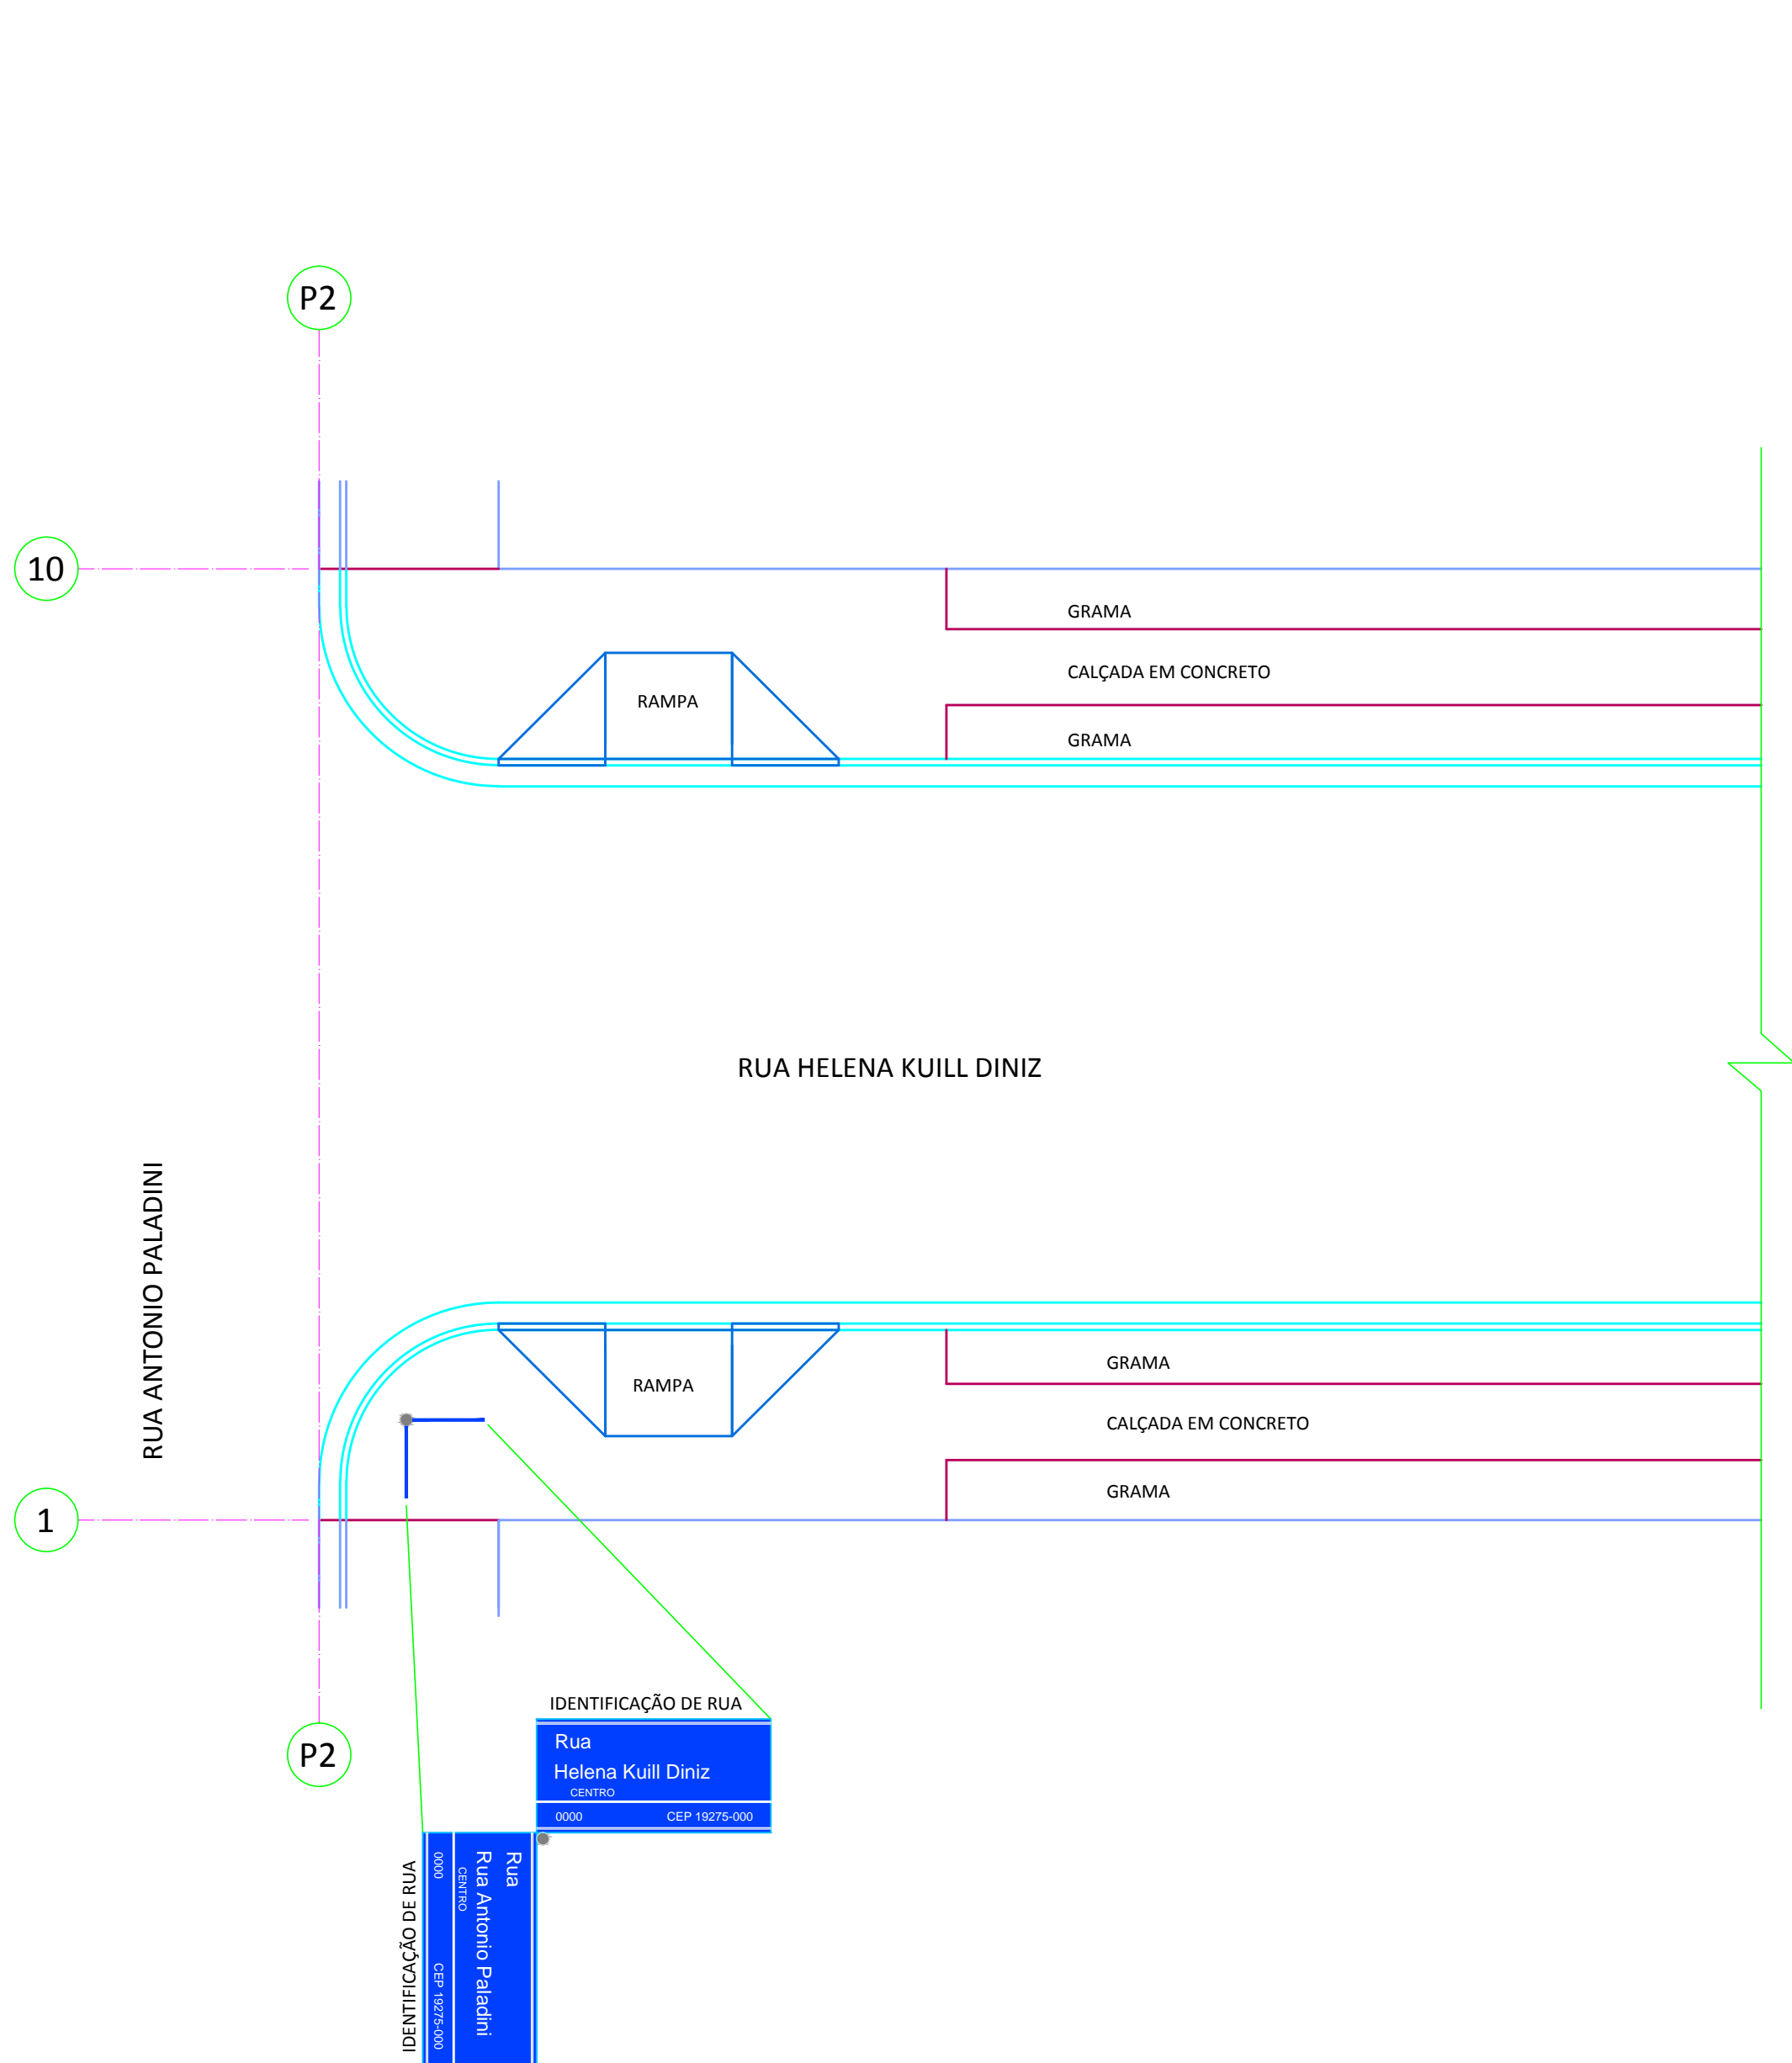 P2
10
GRAMA
CALÇADA EM CONCRETO
RAMPA
GRAMA
RUA HELENA KUILL DINIZ
RUA ANTONIO PALADINI
GRAMA
RAMPA
CALÇADA EM CONCRETO
GRAMA
1
P2
IDENTIFICAÇÃO DE RUA
Rua
Helena Kuill Diniz
CENTRO
0000 CEP 19275-000
IDENTIFICAÇÃO DE RUA
Rua
Rua Antonio Paladini
CENTRO
0000 CEP 19275-000